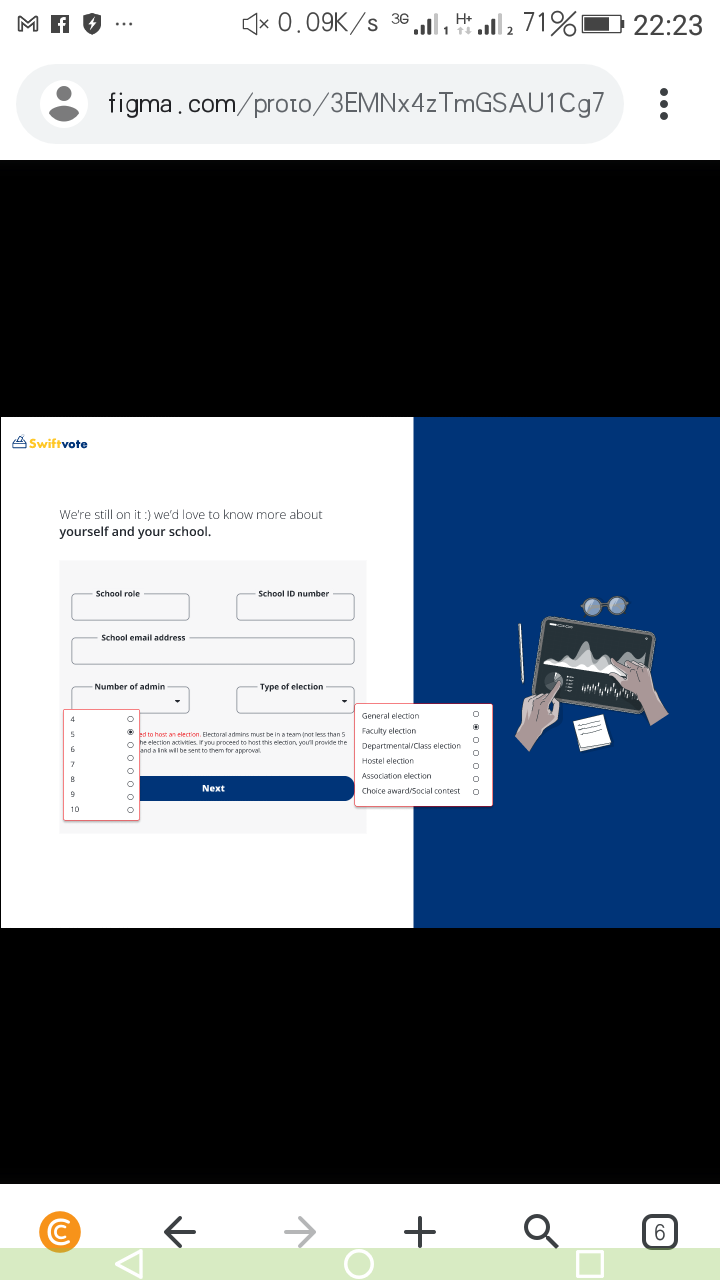 0.09K/s 3G 1 H+ 2 71% 22:23
figma.com/proto/3EMNx4zTmGSAU1Cg7
Swiftvote
We're still on it :) we'd love to know more about
yourself and your school.
School role
School ID number
School email address
Number of admin
Type of election
4
5
6
7
8
9
10
ed to host an election. Electoral admins must be in a team (not less than 5
he election activities. If you proceed to host this election, you'll provide the
and a link will be sent to them for approval.
General election
Faculty election
Departmental/Class election
Hostel election
Association election
Choice award/Social contest
Next
6